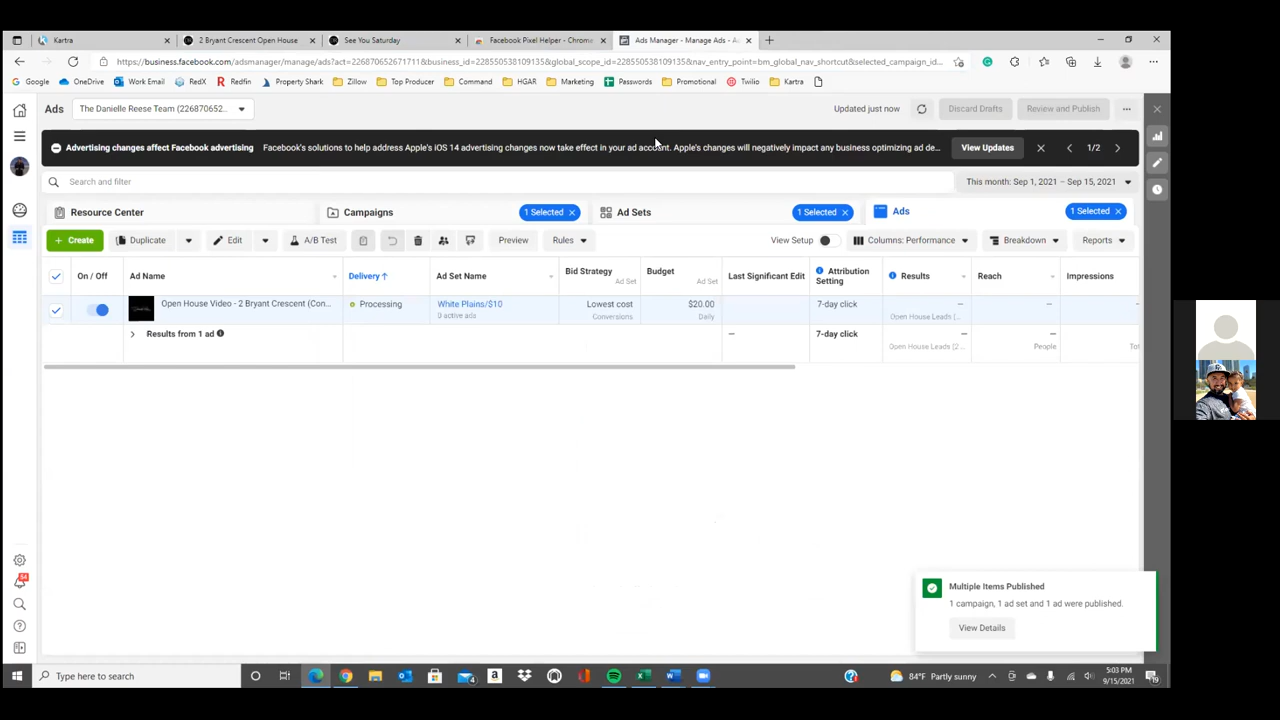 Kartra
2 Bryant Crescent Open House
See You Saturday
Facebook Pixel Helper - Chrome
Ads Manager - Manage Ads - Ad
https://business.facebook.com/adsmanager/manage/ads?act=226870652671711&business_id=228550538109135&global_scope_id=228550538109135&nav_entry_point=bm_global_nav_shortcut&selected_campaign_id...
Google OneDrive Work Email RedX Redfin Property Shark Zillow Top Producer Command HGAR Marketing Passwords Promotional Twilio Kartra
Ads The Danielle Reese Team (226870652... Updated just now Discard Drafts Review and Publish
Advertising changes affect Facebook advertising Facebook's solutions to help address Apple's iOS 14 advertising changes now take effect in your ad account. Apple's changes will negatively impact any business optimizing ad de... View Updates 1/2
Search and filter This month: Sep 1, 2021 – Sep 15, 2021
Resource Center Campaigns 1 Selected Ad Sets 1 Selected Ads 1 Selected
+ Create Duplicate Edit A/B Test Preview Rules View Setup Columns: Performance Breakdown Reports
On / Off Ad Name Delivery ↑ Ad Set Name Bid Strategy Ad Set Budget Ad Set Last Significant Edit Attribution Setting Results Reach Impressions
Open House Video - 2 Bryant Crescent (Con... Processing White Plains/$10 Lowest cost $20.00 7-day click — — —
0 active ads Conversions Daily Open House Leads (...
Results from 1 ad — 7-day click — — —
Open House Leads [2... People Tot
Multiple Items Published
1 campaign, 1 ad set and 1 ad were published.
View Details
54
Type here to search
4
84°F Partly sunny
5:03 PM
9/15/2021
19